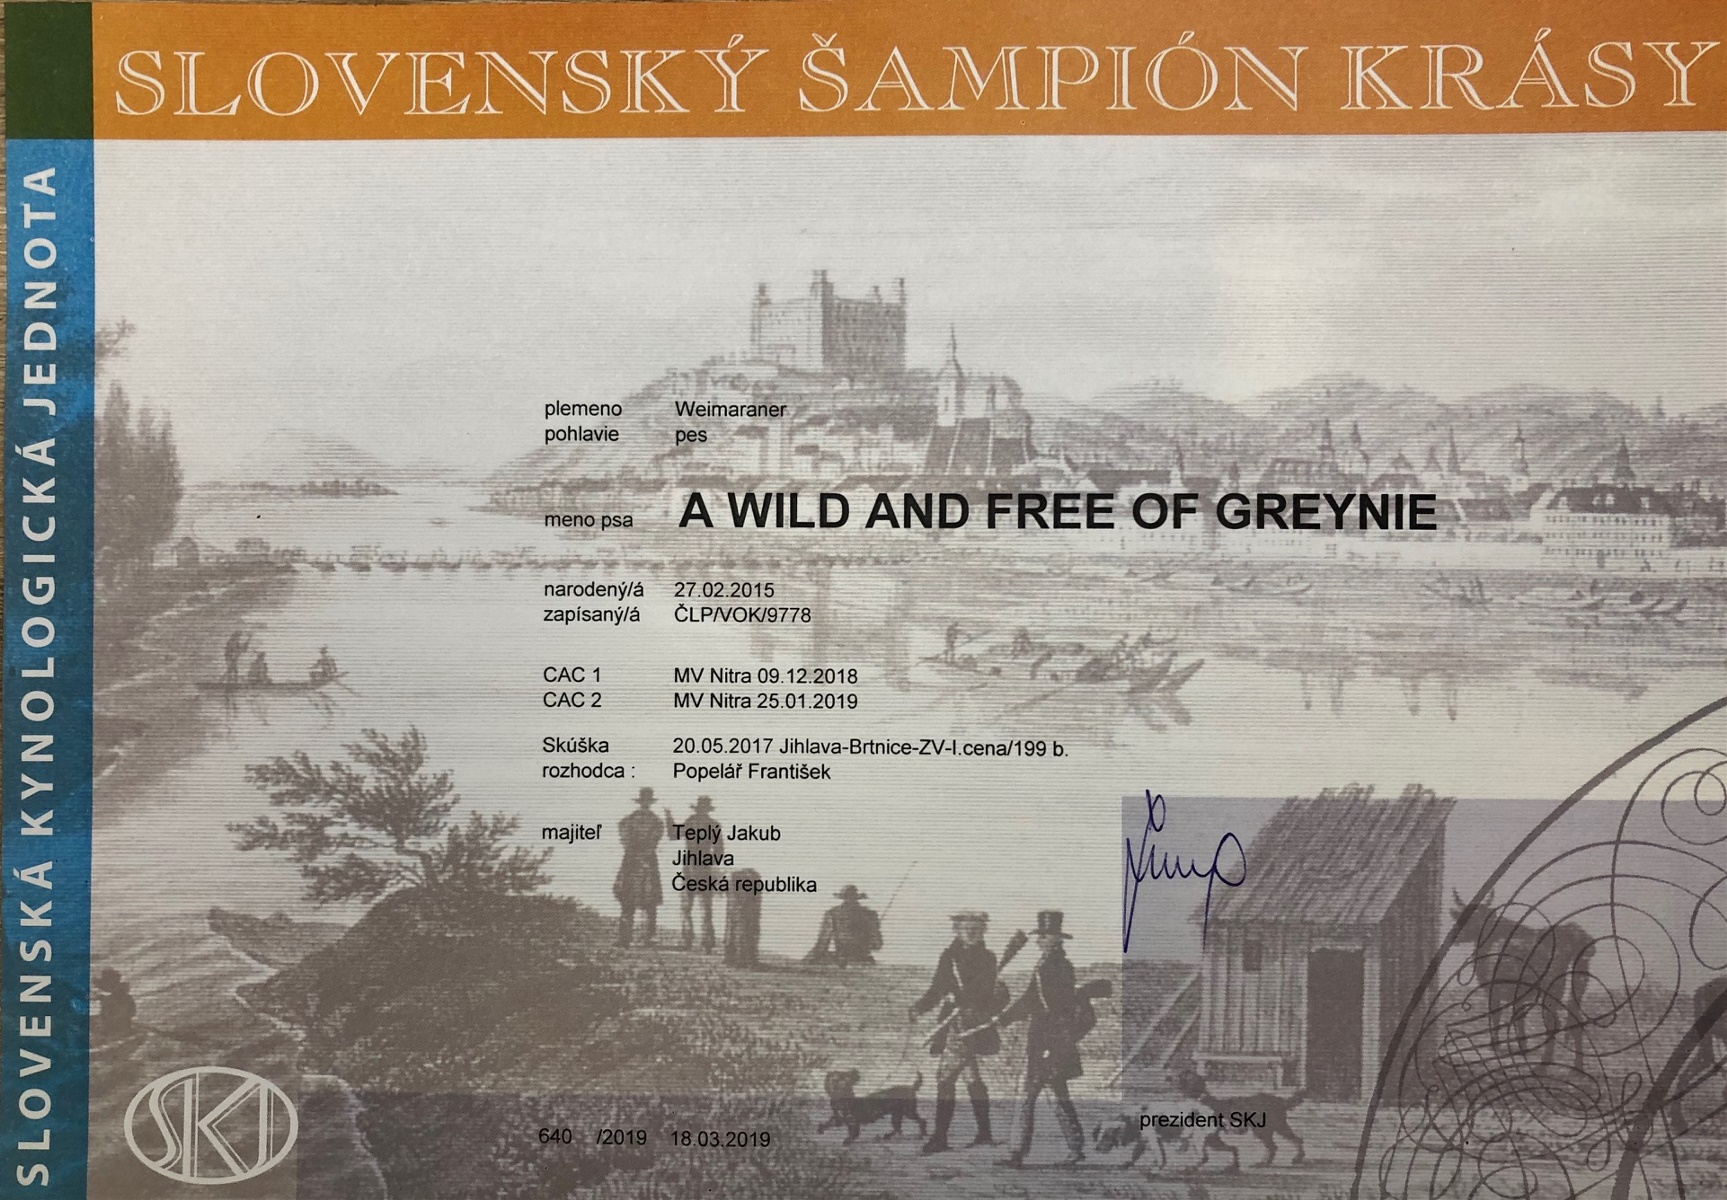 SLOVENSKÝ ŠAMPIÓN KRÁSY
SLOVENSKÁ KYNOLOGICKÁ JEDNOTA
plemeno Weimaraner
pohlavie pes
meno psa A WILD AND FREE OF GREYNIE
narodený/á 27.02.2015
zapísaný/á ČLP/VOK/9778
CAC 1 MV Nitra 09.12.2018
CAC 2 MV Nitra 25.01.2019
Skúška 20.05.2017 Jihlava-Brtnice-ZV-I.cena/199 b.
rozhodca : Popelář František
majiteľ Teplý Jakub
Jihlava
Česká republika
prezident SKJ
640 /2019 18.03.2019
SKJ